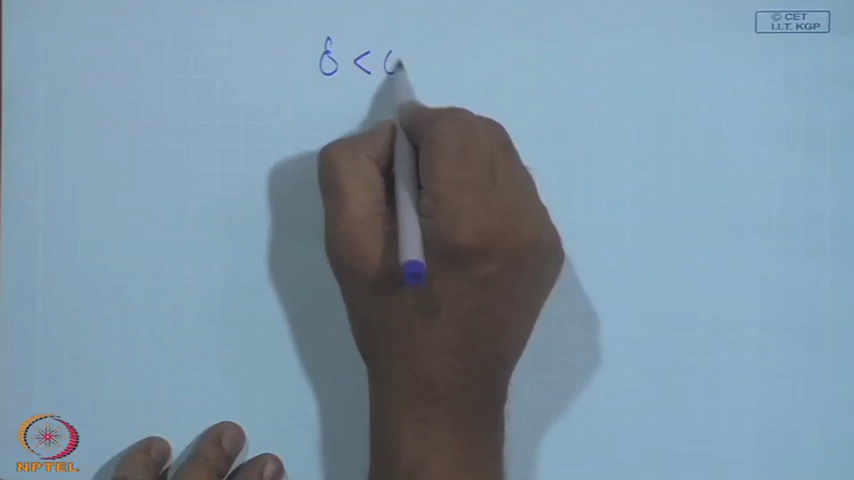 © CET
I.I.T. KGP
δ <
NPTEL